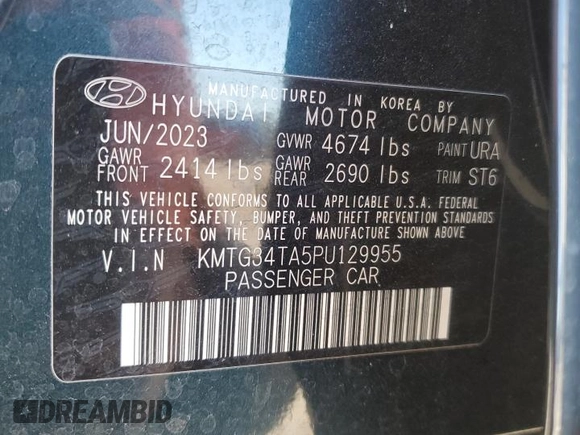 MANUFACTURED IN KOREA BY
HYUNDAI MOTOR COMPANY
JUN/2023 GVWR 4674 lbs PAINT URA
GAWR FRONT 2414 lbs GAWR REAR 2690 lbs TRIM ST6
THIS VEHICLE CONFORMS TO ALL APPLICABLE U.S.A. FEDERAL
MOTOR VEHICLE SAFETY, BUMPER, AND THEFT PREVENTION STANDARDS
IN EFFECT ON THE DATE OF MANUFACTURE SHOWN ABOVE
V.I.N KMTG34TA5PU129955
PASSENGER CAR
DREAMBID